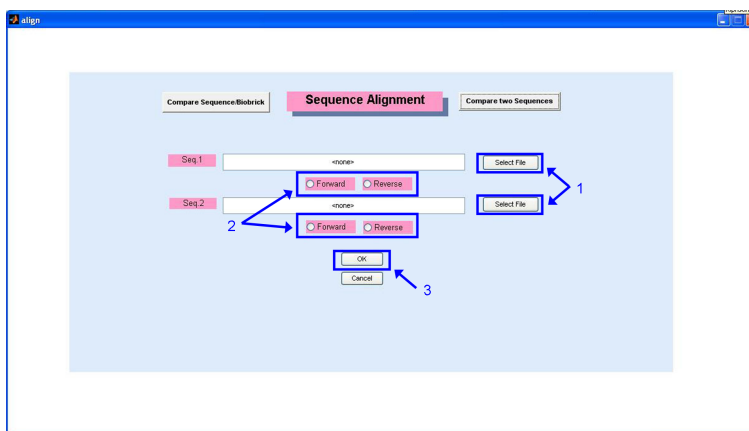 align
Compare Sequence/Biobrick
Sequence Alignment
Compare two Sequences
Seq.1
<none>
Select File
Forward
Reverse
1
Seq.2
<none>
Select File
2
Forward
Reverse
OK
Cancel
3